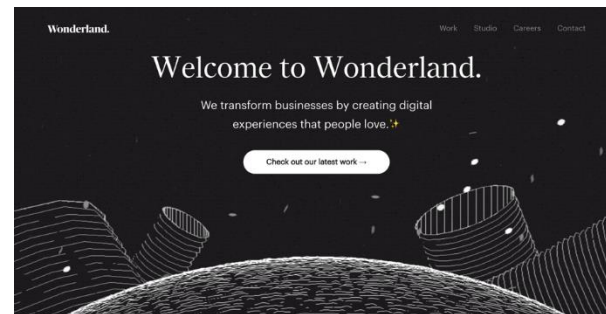 Wonderland.
Work Studio Careers Contact
Welcome to Wonderland.
We transform businesses by creating digital
experiences that people love.✨
Check out our latest work →